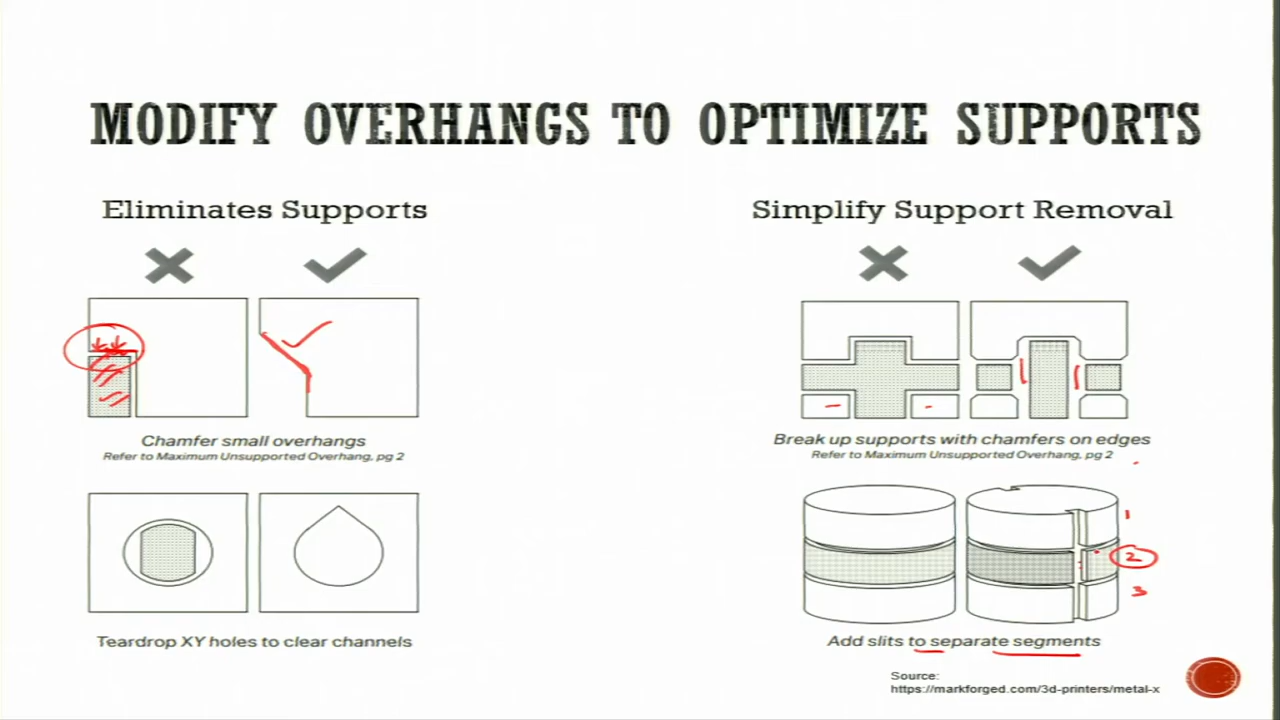 MODIFY OVERHANGS TO OPTIMIZE SUPPORTS
Eliminates Supports
Chamfer small overhangs
Refer to Maximum Unsupported Overhang, pg 2
Teardrop XY holes to clear channels
Simplify Support Removal
Break up supports with chamfers on edges
Refer to Maximum Unsupported Overhang, pg 2
1
2
3
Add slits to separate segments
Source:
https://markforged.com/3d-printers/metal-x